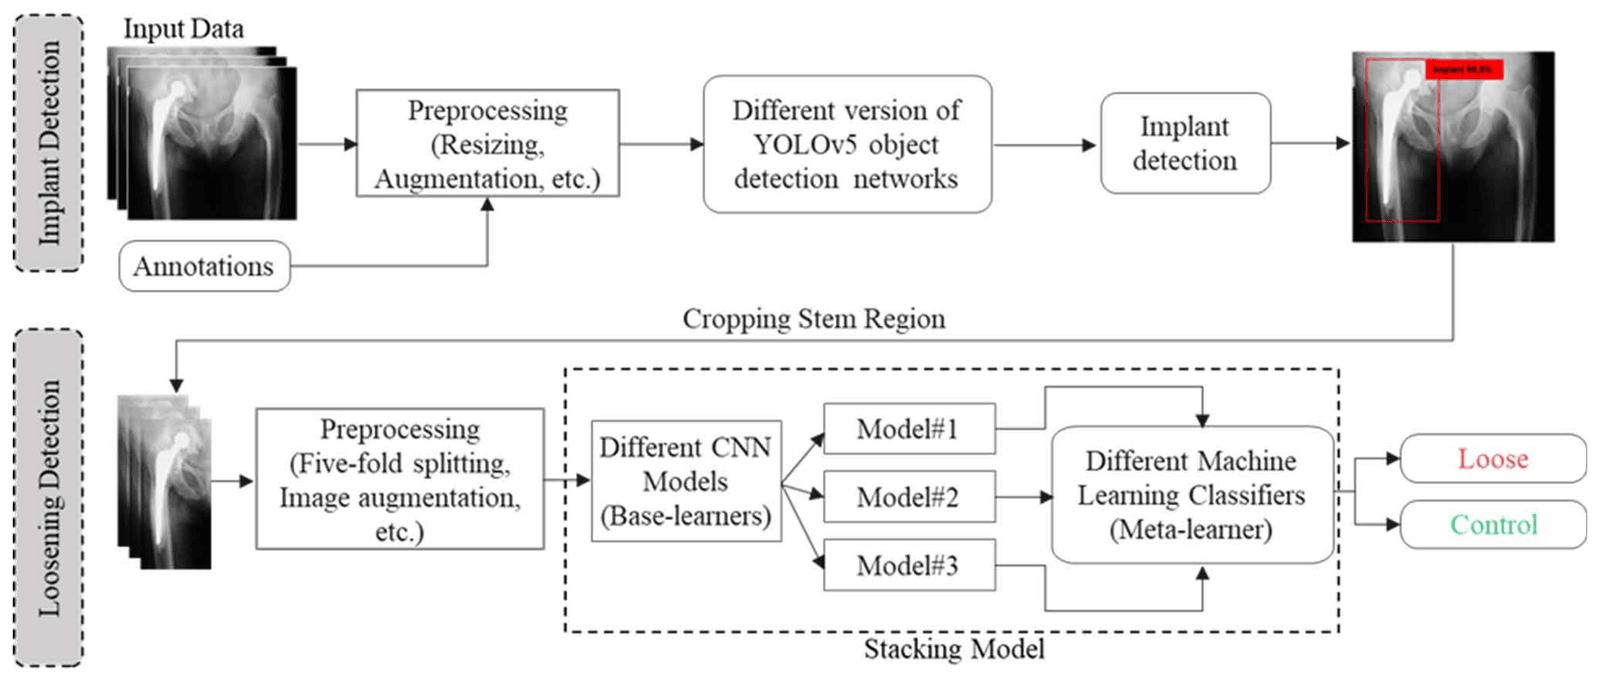 Implant Detection
Input Data
Annotations
Preprocessing
(Resizing,
Augmentation, etc.)
Different version of
YOLOv5 object
detection networks
Implant
detection
Cropping Stem Region
Loosening Detection
Preprocessing
(Five-fold splitting,
Image augmentation,
etc.)
Different CNN
Models
(Base-learners)
Model#1
Model#2
Model#3
Different Machine
Learning Classifiers
(Meta-learner)
Loose
Control
Stacking Model